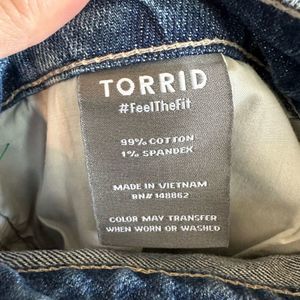 TORRID
#FeelTheFit
99% COTTON
1% SPANDEX
MADE IN VIETNAM
RN# 148862
COLOR MAY TRANSFER
WHEN WORN OR WASHED